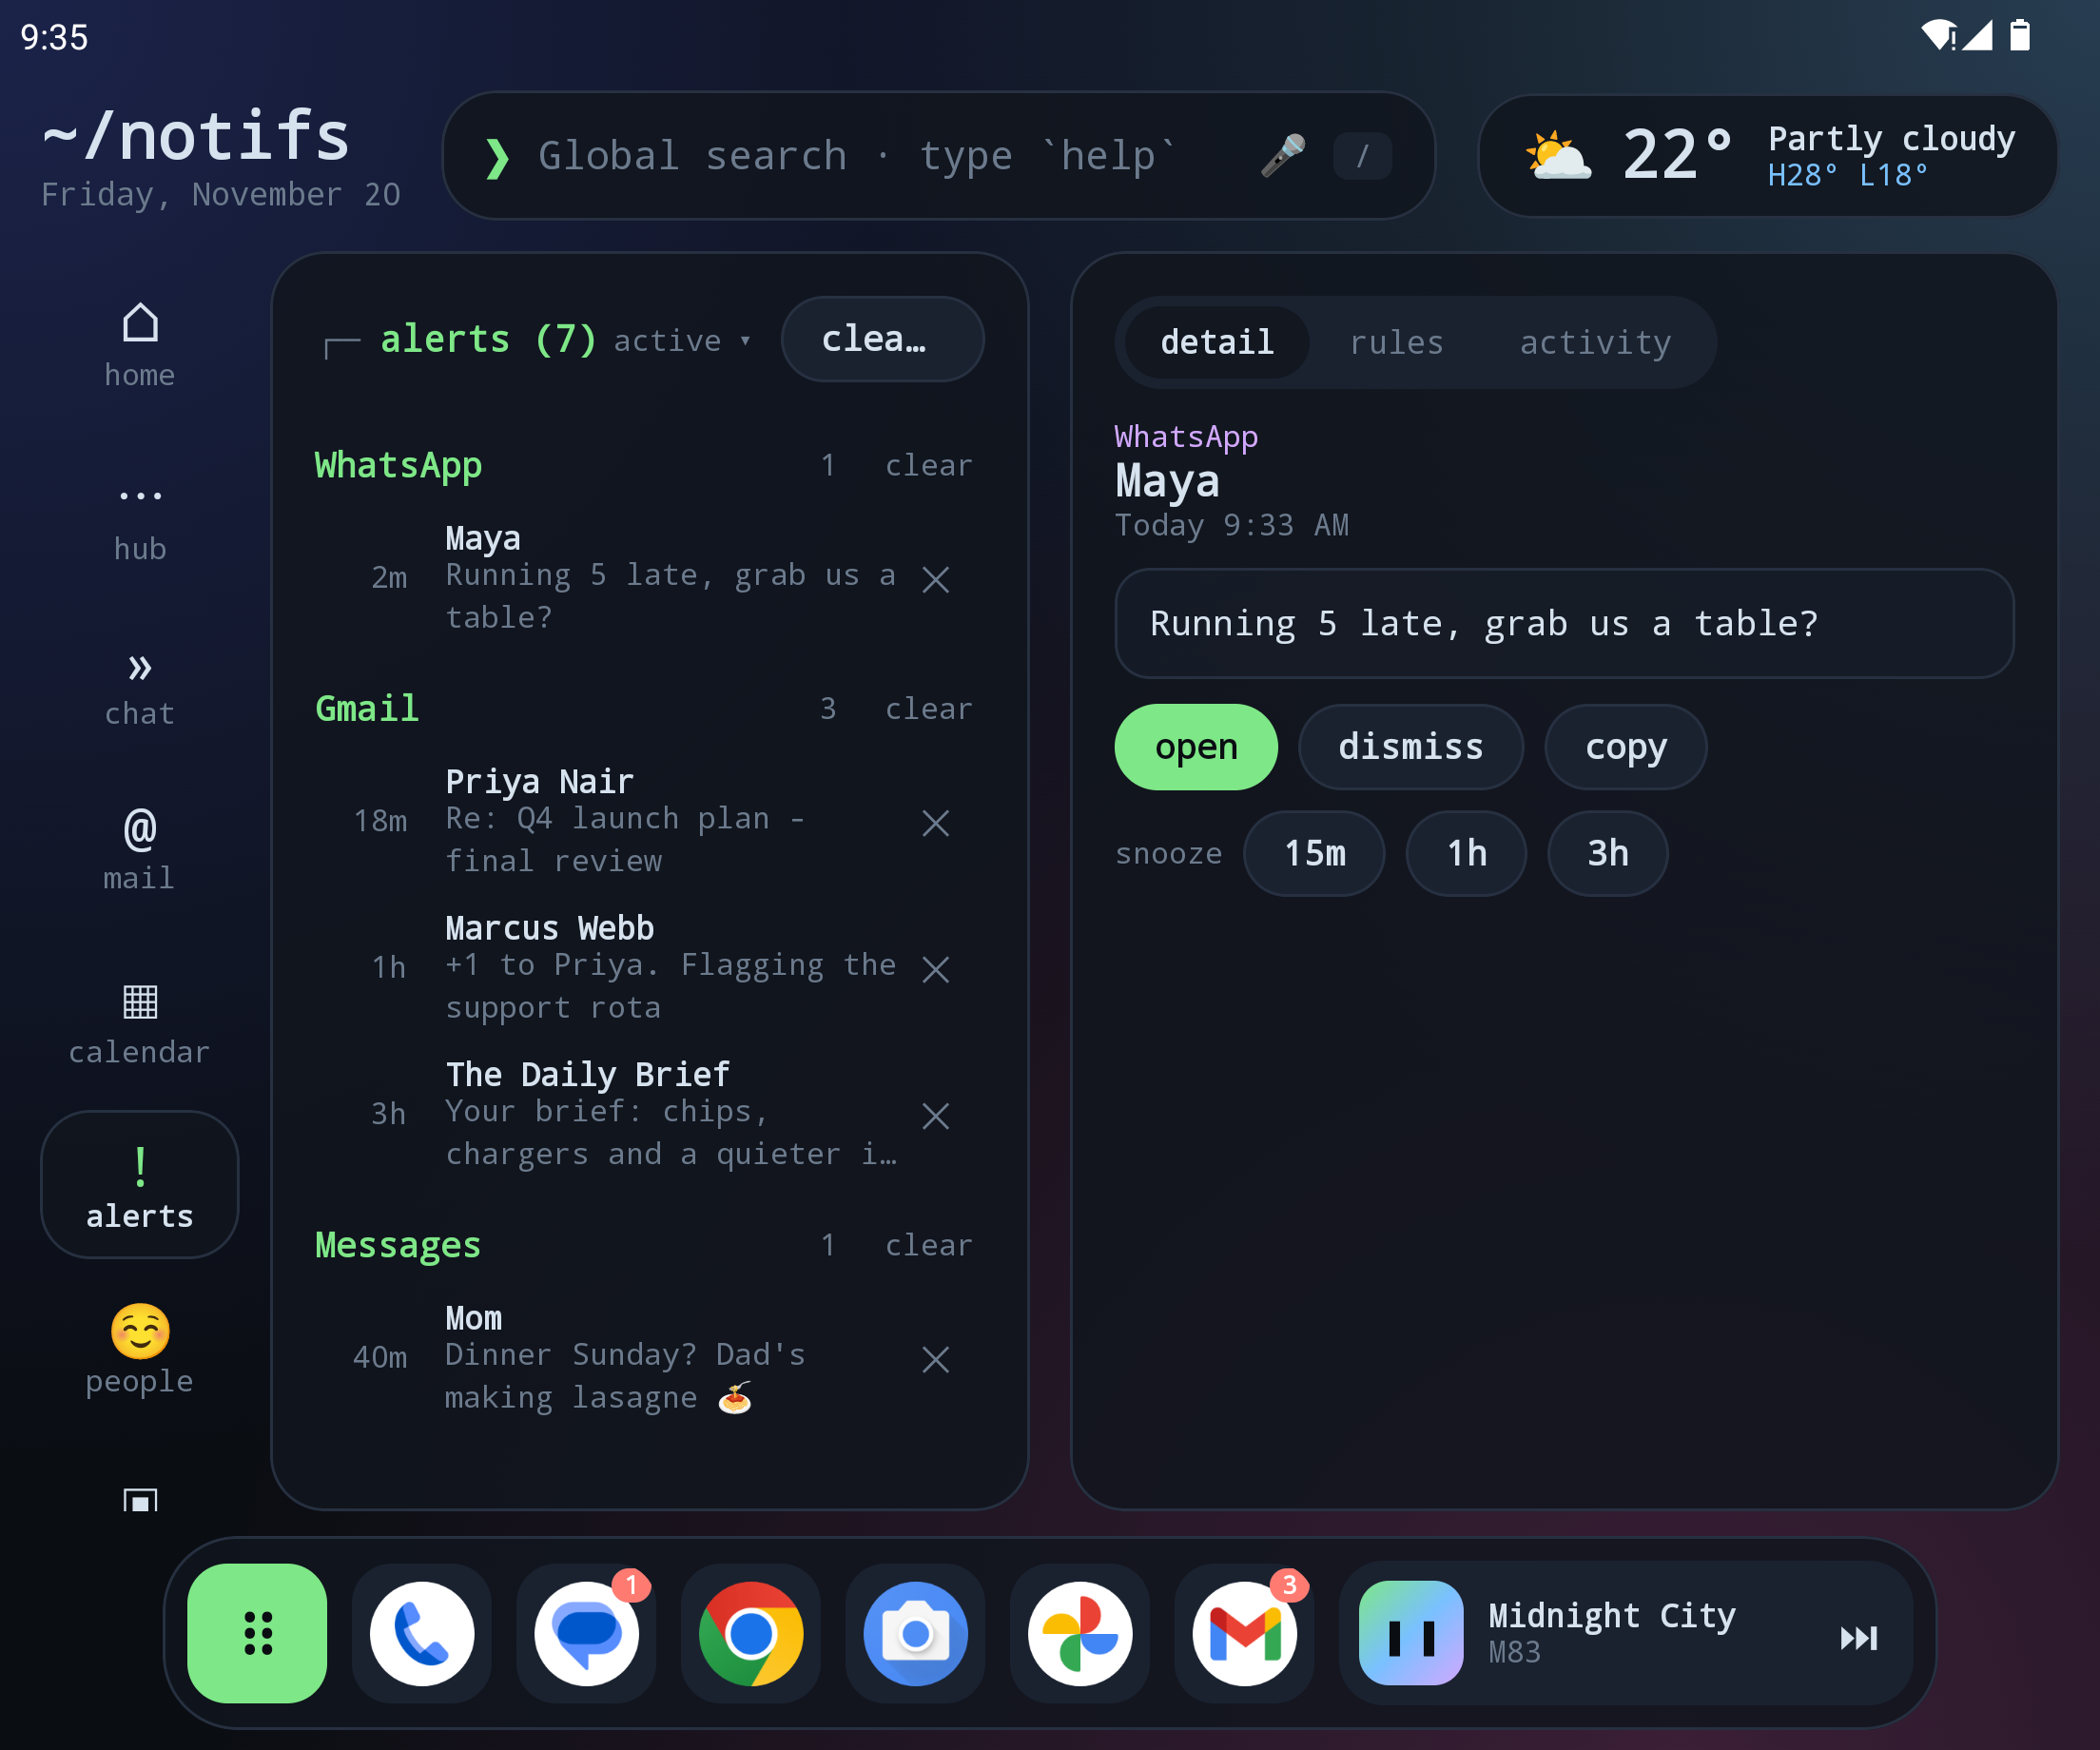 9:35
~/notifs
Friday, November 20
❯ Global search · type `help`
/
22°
Partly cloudy
H28° L18°
home
hub
chat
@
mail
calendar
!
alerts
people
alerts (7) active ▾
clea…
WhatsApp 1 clear
Maya
2m
Running 5 late, grab us a
table?
Gmail 3 clear
Priya Nair
18m
Re: Q4 launch plan –
final review
Marcus Webb
1h
+1 to Priya. Flagging the
support rota
The Daily Brief
3h
Your brief: chips,
chargers and a quieter i…
Messages 1 clear
Mom
40m
Dinner Sunday? Dad's
making lasagne 🍝
detail rules activity
WhatsApp
Maya
Today 9:33 AM
Running 5 late, grab us a table?
open dismiss copy
snooze 15m 1h 3h
1
3
Midnight City
M83